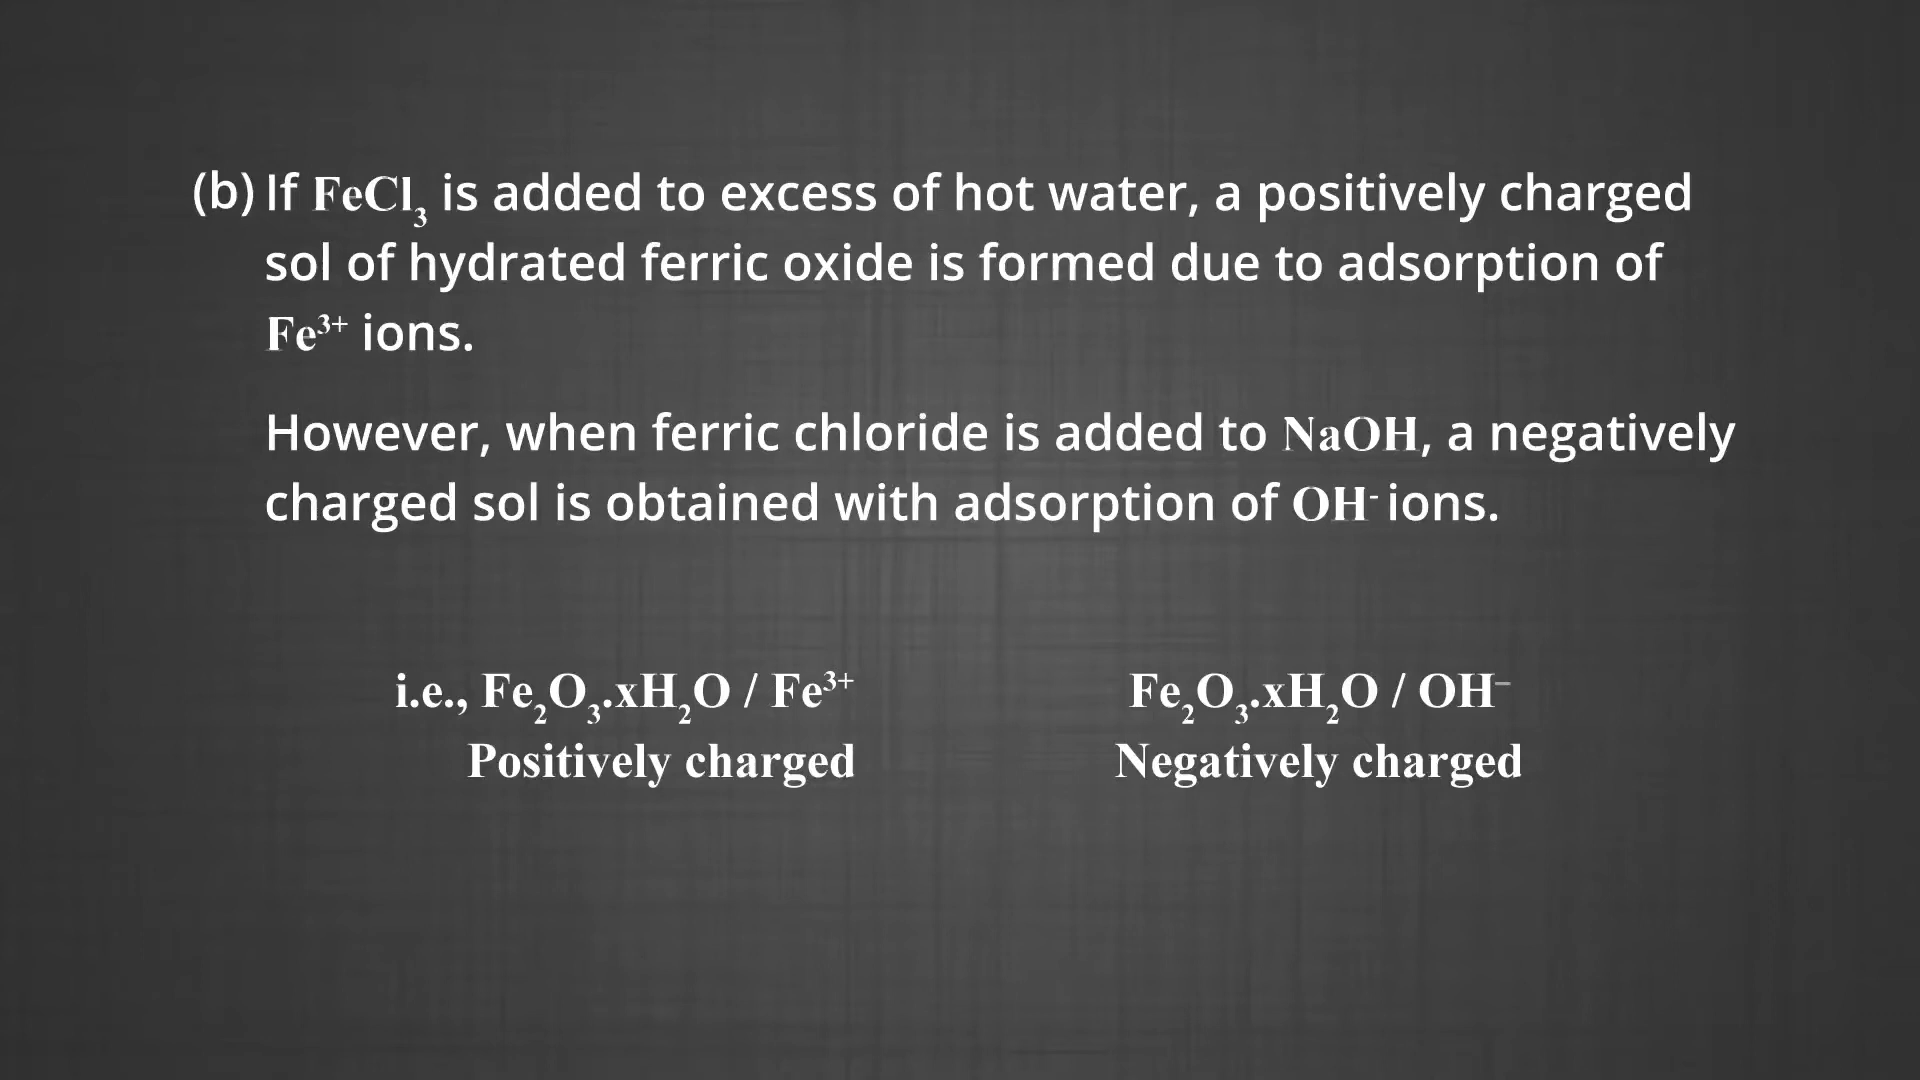 (b) If FeCl₃ is added to excess of hot water, a positively charged
sol of hydrated ferric oxide is formed due to adsorption of
Fe³⁺ ions.
However, when ferric chloride is added to NaOH, a negatively
charged sol is obtained with adsorption of OH⁻ ions.
i.e., Fe₂O₃.xH₂O / Fe³⁺ Fe₂O₃.xH₂O / OH⁻
Positively charged Negatively charged